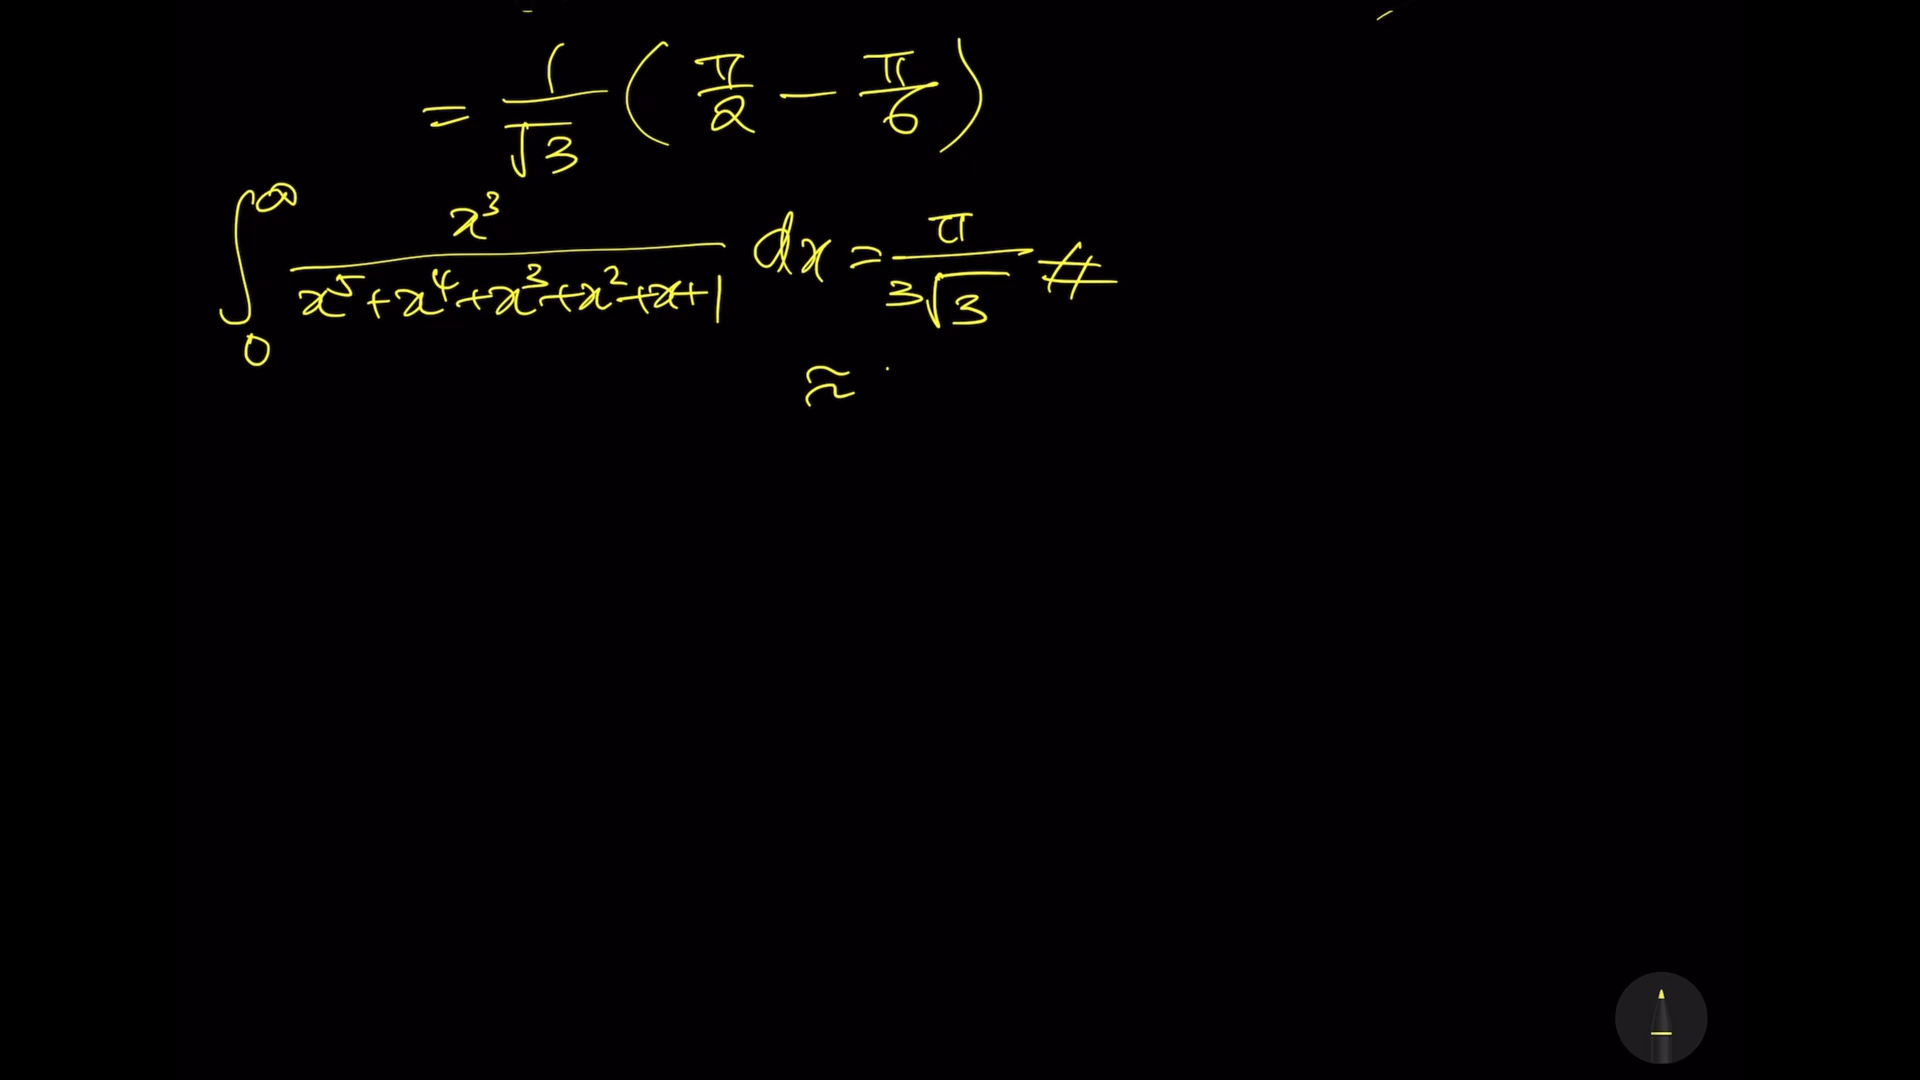 = 1/√3 ( π/2 − π/6 )
∫₀^∞ x³/(x⁵+x⁴+x³+x²+x+1) dx = π/(3√3) #
≈